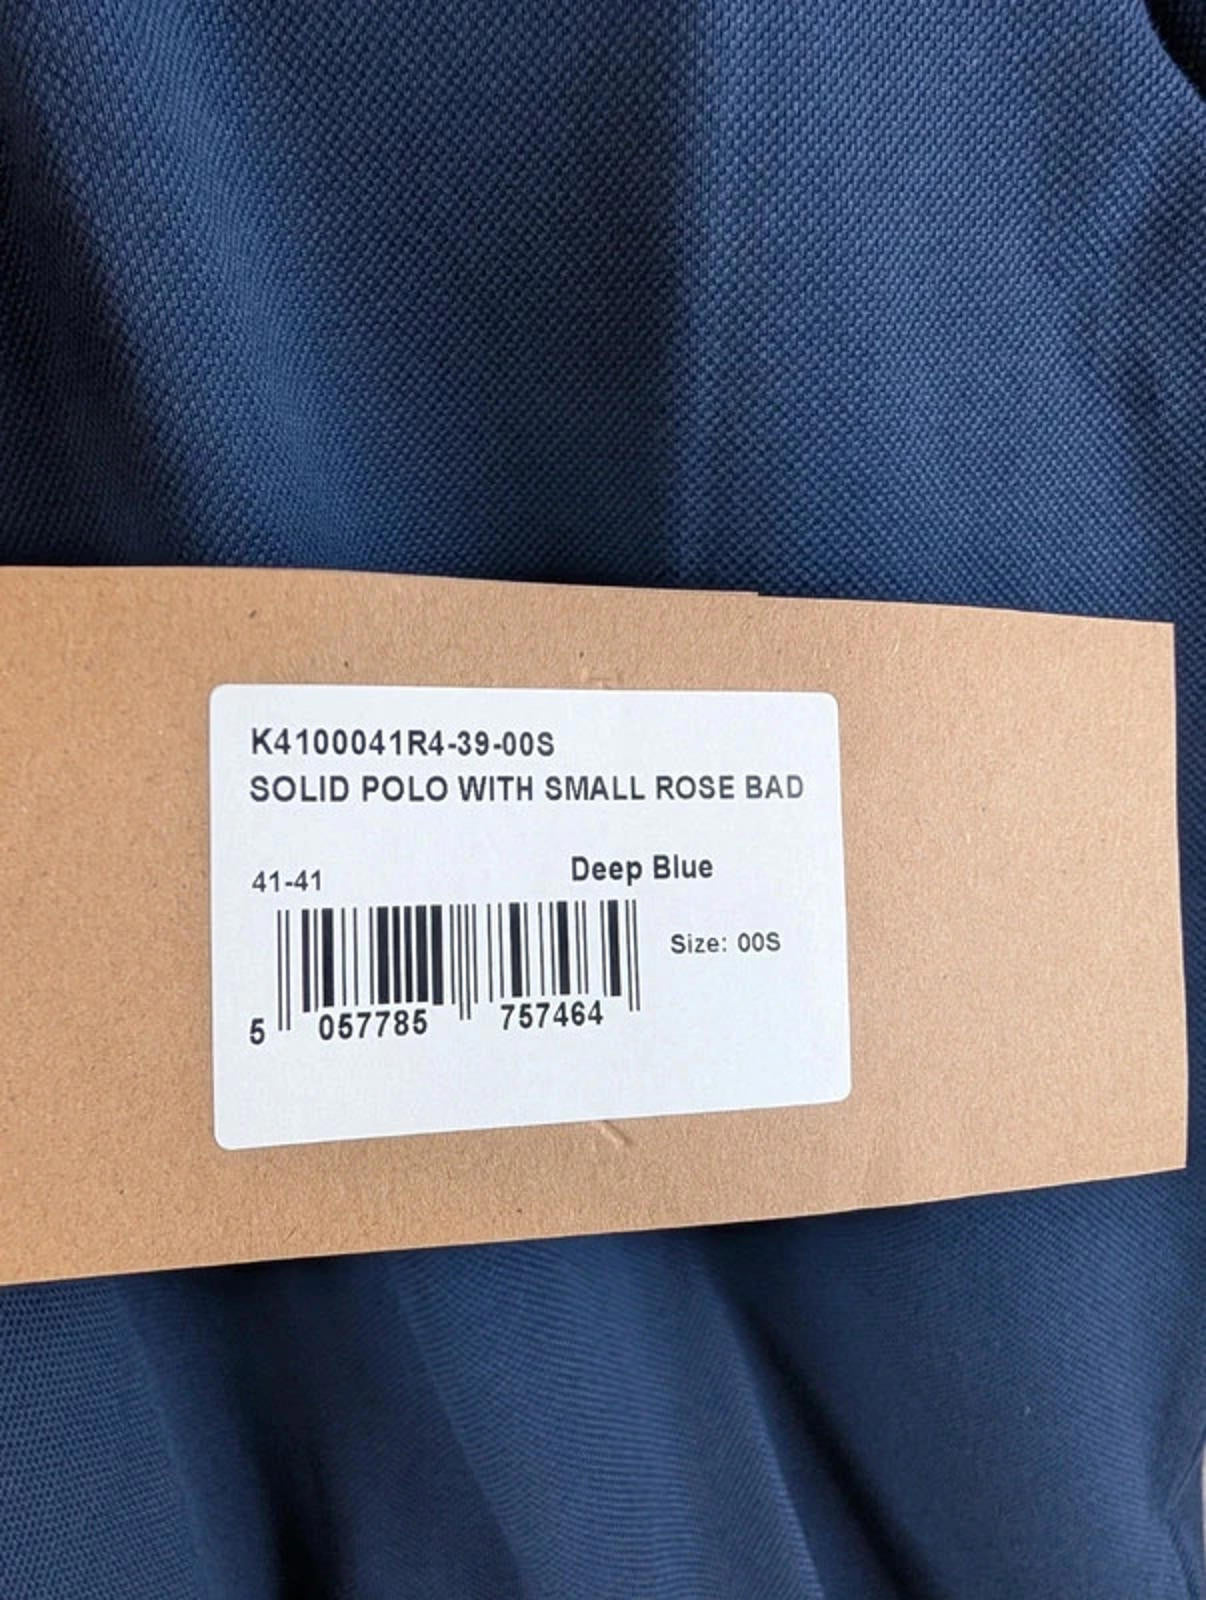 K4100041R4-39-00S
SOLID POLO WITH SMALL ROSE BAD
41-41
Deep Blue
Size: 00S
5 057785 757464